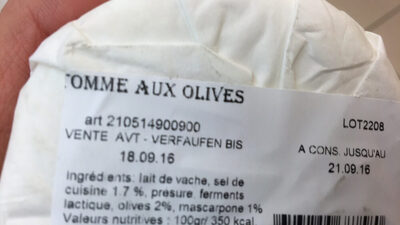 TOMME AUX OLIVES
art 210514900900
LOT2208
VENTE AVT - VERFAUFEN BIS
A CONS. JUSQU'AU
18.09.16
21.09.16
Ingrédients: lait de vache, sel de
cuisine 1.7 %, presure, ferments
lactique, olives 2%, mascarpone 1%
Valeurs nutritives : 100gr/ 350 kcal